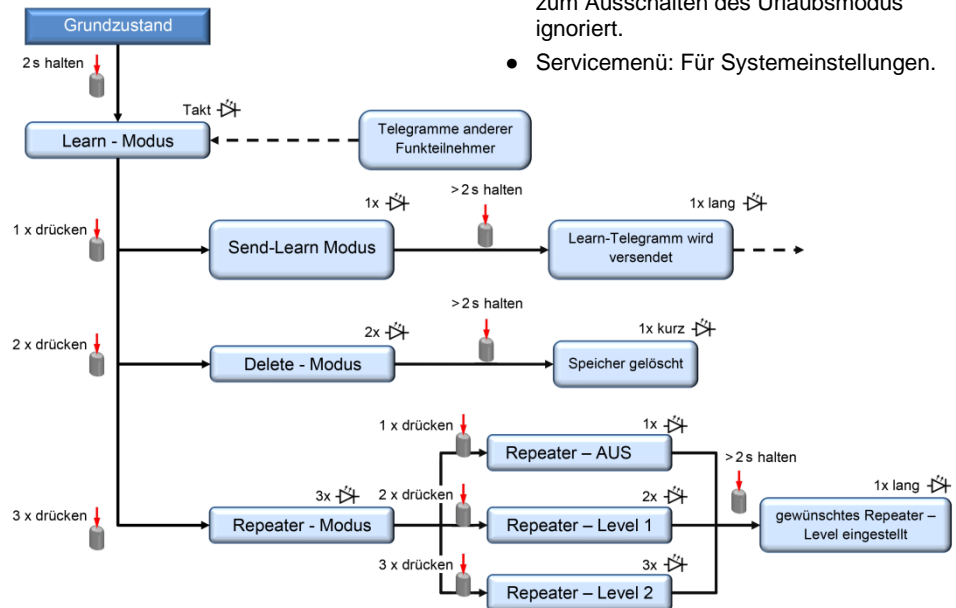 zum Ausschalten des Urlaubsmodus
ignoriert.
● Servicemenü: Für Systemeinstellungen.
Grundzustand
2 s halten
Takt
Learn - Modus
Telegramme anderer
Funkteilnehmer
1 x drücken
1x
Send-Learn Modus
>2 s halten
1x lang
Learn-Telegramm wird
versendet
2 x drücken
2x
Delete - Modus
>2 s halten
1x kurz
Speicher gelöscht
3 x drücken
3x
Repeater - Modus
1 x drücken
1x
Repeater – AUS
2 x drücken
2x
Repeater – Level 1
3 x drücken
3x
Repeater – Level 2
>2 s halten
1x lang
gewünschtes Repeater –
Level eingestellt